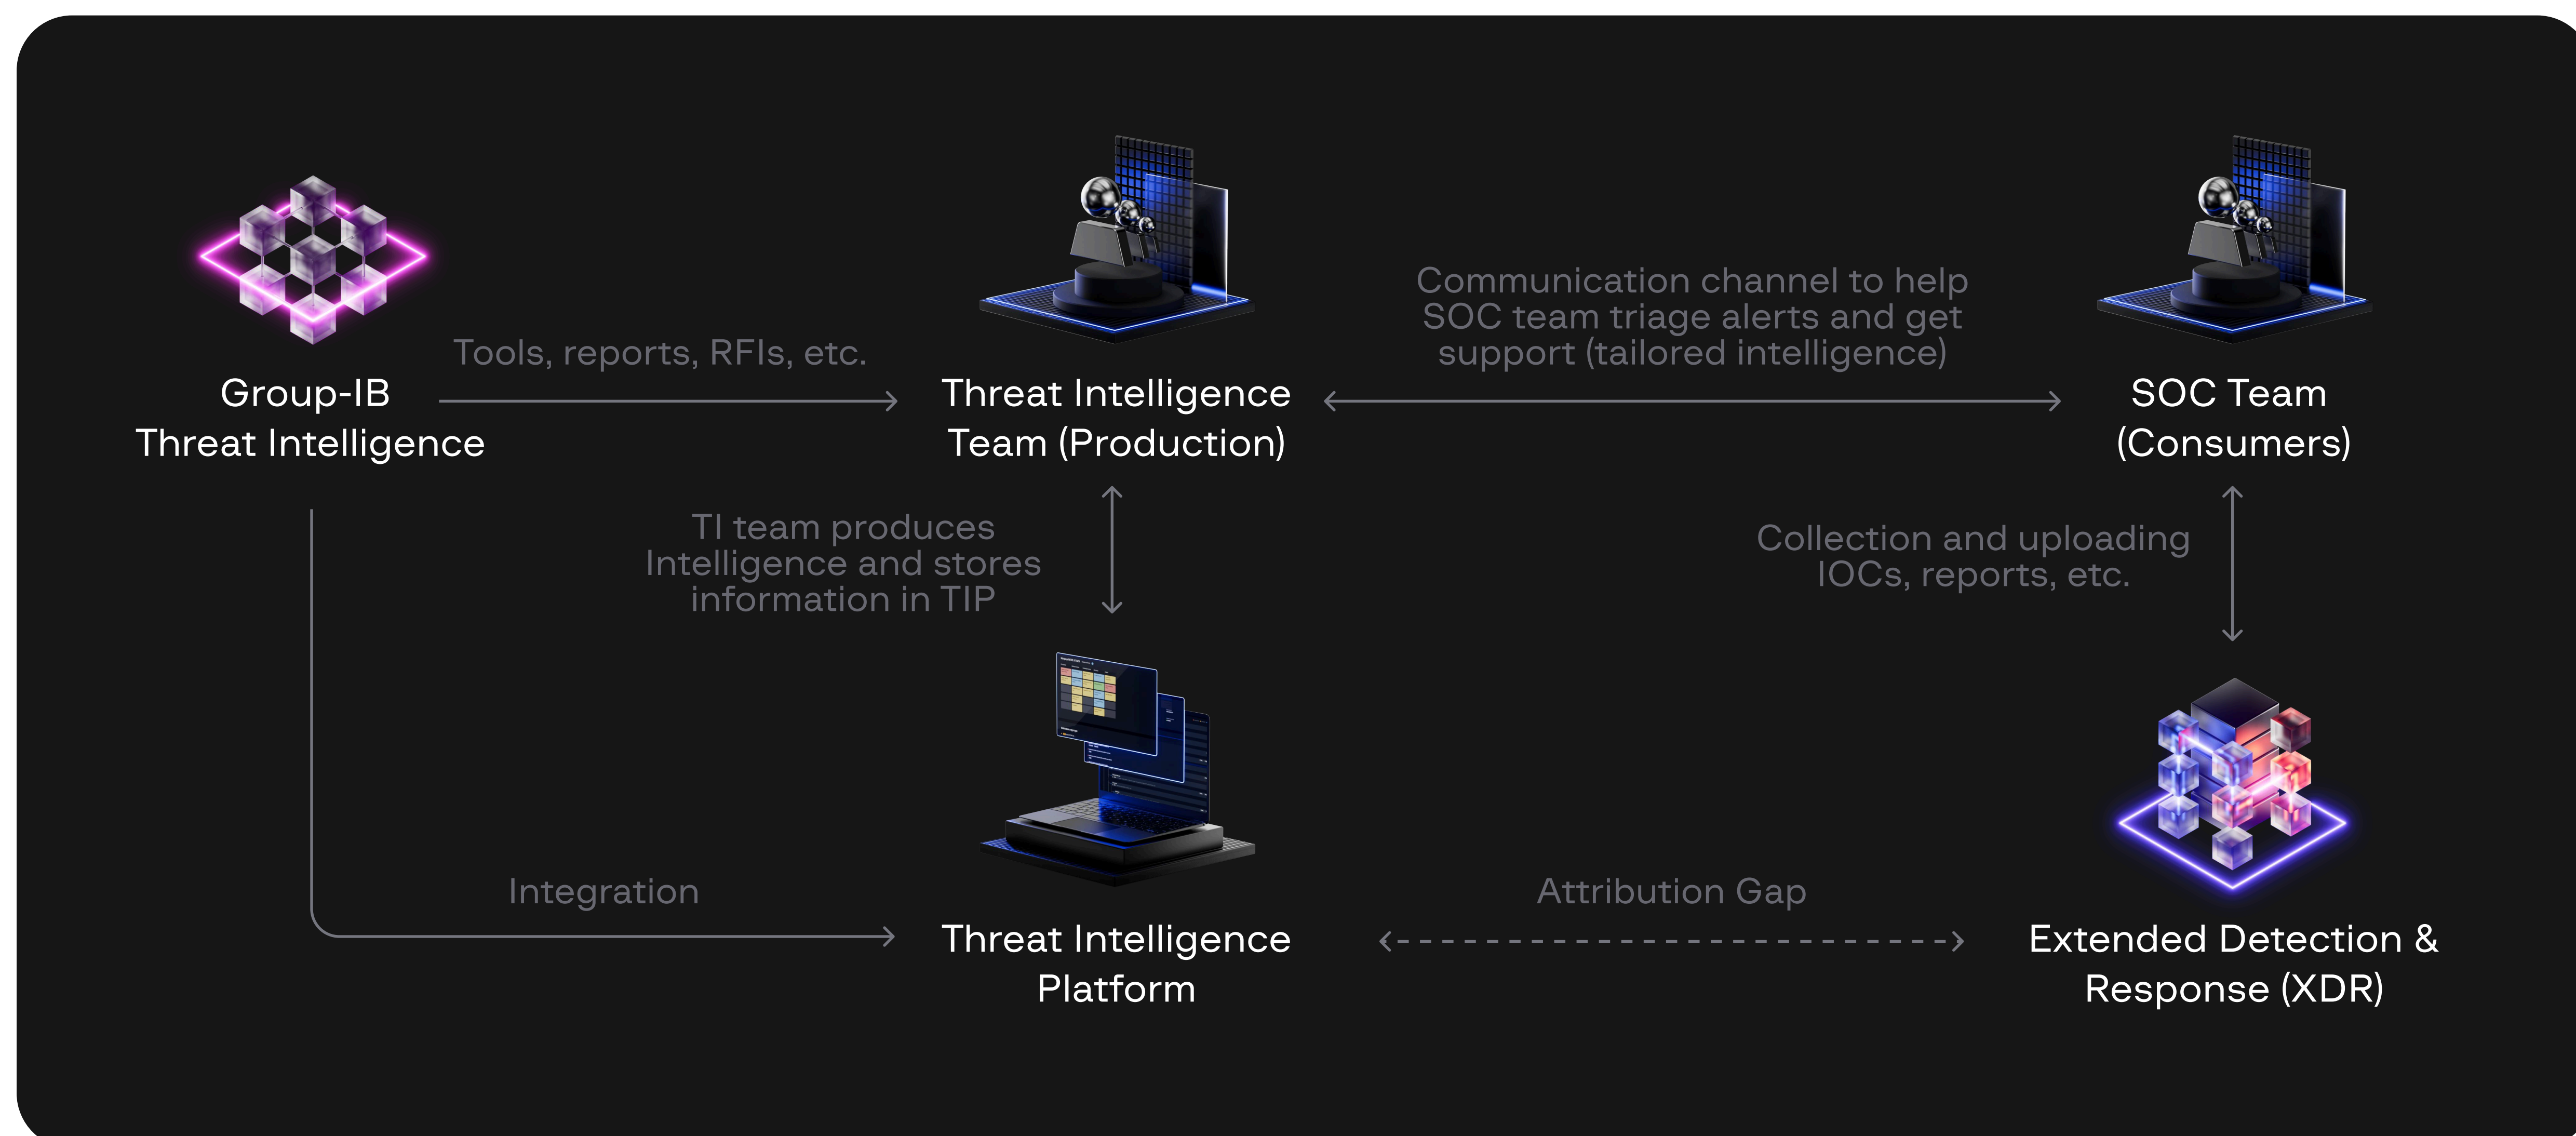 Tools, reports, RFIs, etc.
Group-IB
Threat Intelligence
Threat Intelligence
Team (Production)
Communication channel to help
SOC team triage alerts and get
support (tailored intelligence)
SOC Team
(Consumers)
TI team produces
Intelligence and stores
information in TIP
Collection and uploading
IOCs, reports, etc.
Integration
Threat Intelligence
Platform
Attribution Gap
Extended Detection &
Response (XDR)